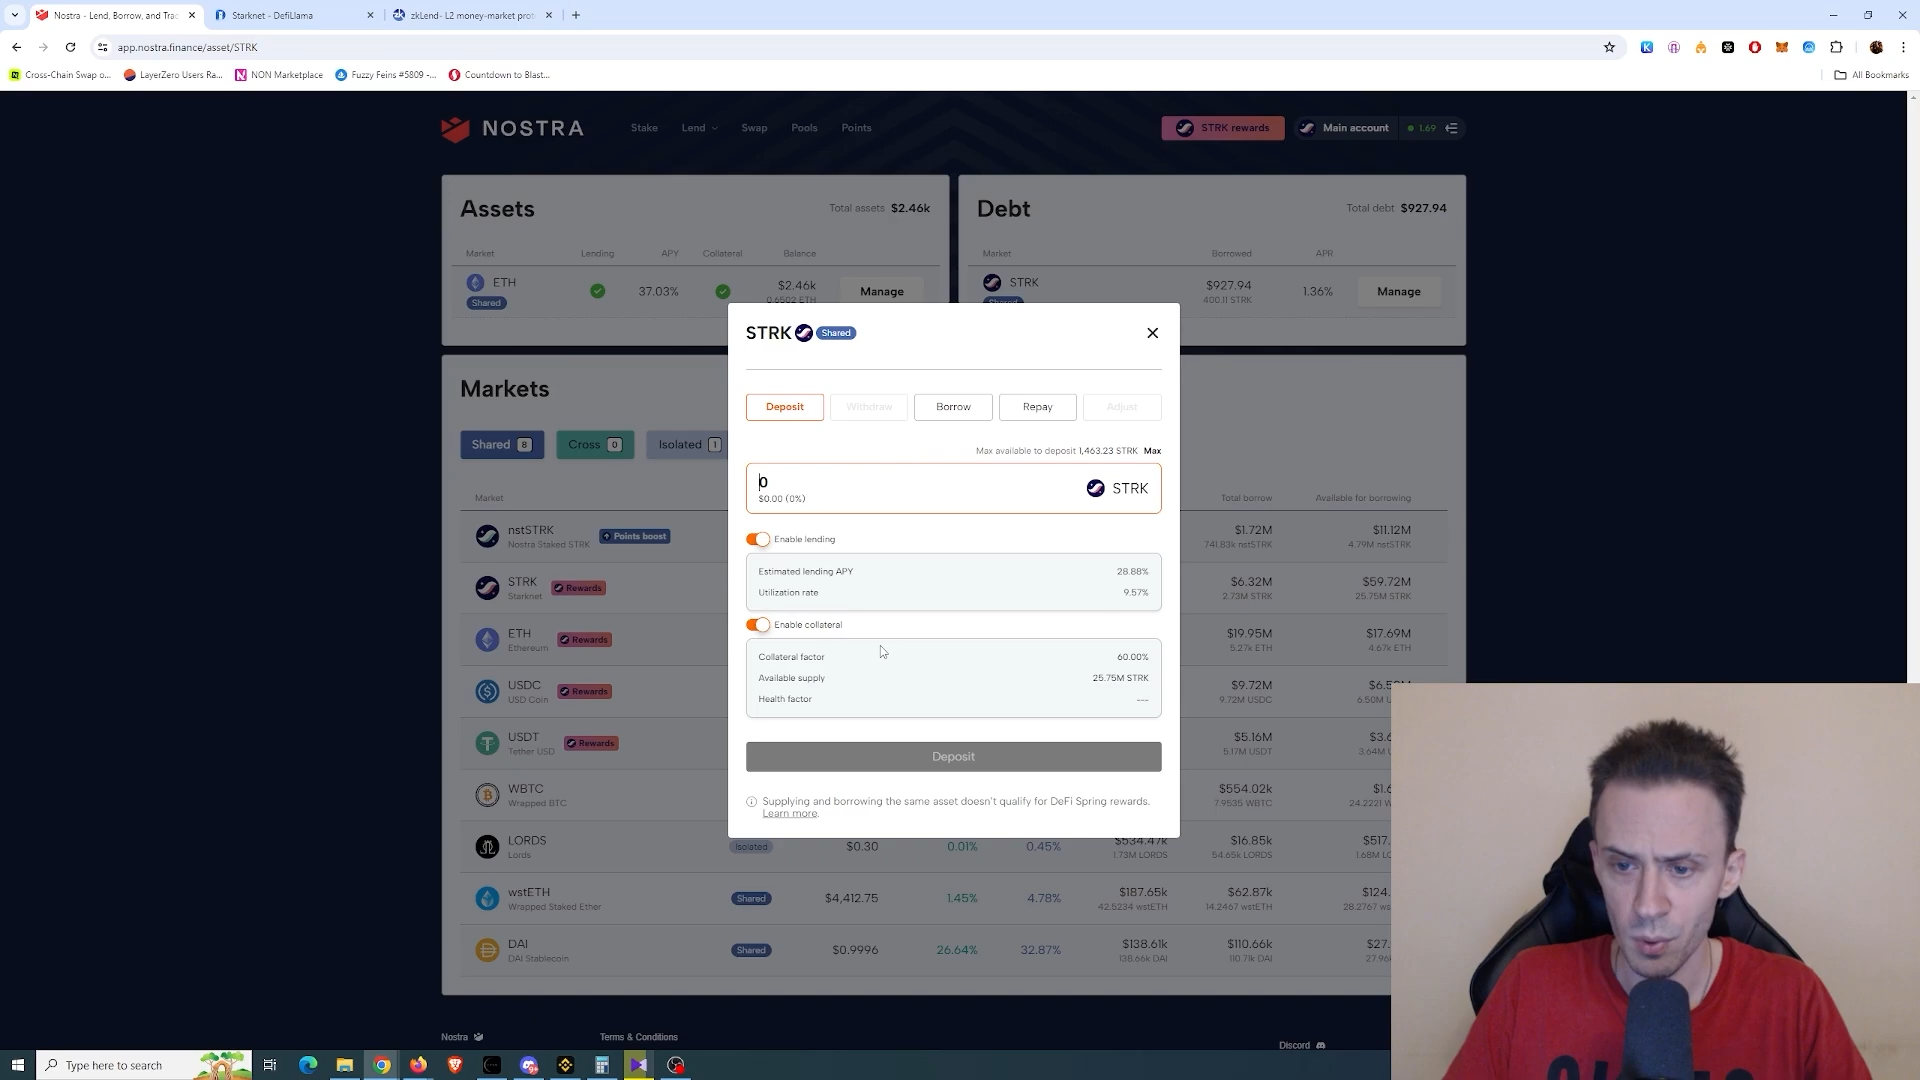 Nostra - Lend, Borrow, and Trad
Starknet - DefiLlama
zkLend- L2 money-market prot
app.nostra.finance/asset/STRK
Cross-Chain Swap o...
LayerZero Users Ra...
NON Marketplace
Fuzzy Feins #5809 -...
Countdown to Blast...
All Bookmarks
NOSTRA
Stake
Lend
Swap
Pools
Points
STRK rewards
Main account
1.69
Assets
Total assets $2.46k
Debt
Total debt $927.94
Market
Lending
APY
Collateral
Balance
Market
Borrowed
APR
ETH
Shared
37.03%
$2.46k
0.6502 ETH
Manage
STRK
Shared
$927.94
400.11 STRK
1.36%
Manage
STRK Shared
Deposit
Withdraw
Borrow
Repay
Adjust
Max available to deposit 1,463.23 STRK Max
0
$0.00 (0%)
STRK
Enable lending
Estimated lending APY 28.88%
Utilization rate 9.57%
Enable collateral
Collateral factor 60.00%
Available supply 25.75M STRK
Health factor ---
Deposit
Supplying and borrowing the same asset doesn't qualify for DeFi Spring rewards.
Learn more.
Markets
Shared 8
Cross 0
Isolated 1
Market
Total borrow
Available for borrowing
nstSTRK
Nostra Staked STRK
Points boost
$1.72M
741.83k nstSTRK
$11.12M
4.79M nstSTRK
STRK
Starknet
Rewards
$6.32M
2.73M STRK
$59.72M
25.75M STRK
ETH
Ethereum
Rewards
$19.95M
5.27k ETH
$17.69M
4.67k ETH
USDC
USD Coin
Rewards
$9.72M
9.72M USDC
6.50M USDC
USDT
Tether USD
Rewards
$5.16M
5.17M USDT
WBTC
Wrapped BTC
$554.02k
7.9535 WBTC
LORDS
Lords
Isolated
$0.30
0.01%
0.45%
$534.47k
1.73M LORDS
$16.85k
54.65k LORDS
wstETH
Wrapped Staked Ether
Shared
$4,412.75
1.45%
4.78%
$187.65k
42.5234 wstETH
$62.87k
14.2467 wstETH
DAI
DAI Stablecoin
Shared
$0.9996
26.64%
32.87%
$138.61k
138.66k DAI
$110.66k
110.71k DAI
Nostra
Terms & Conditions
Discord
Type here to search